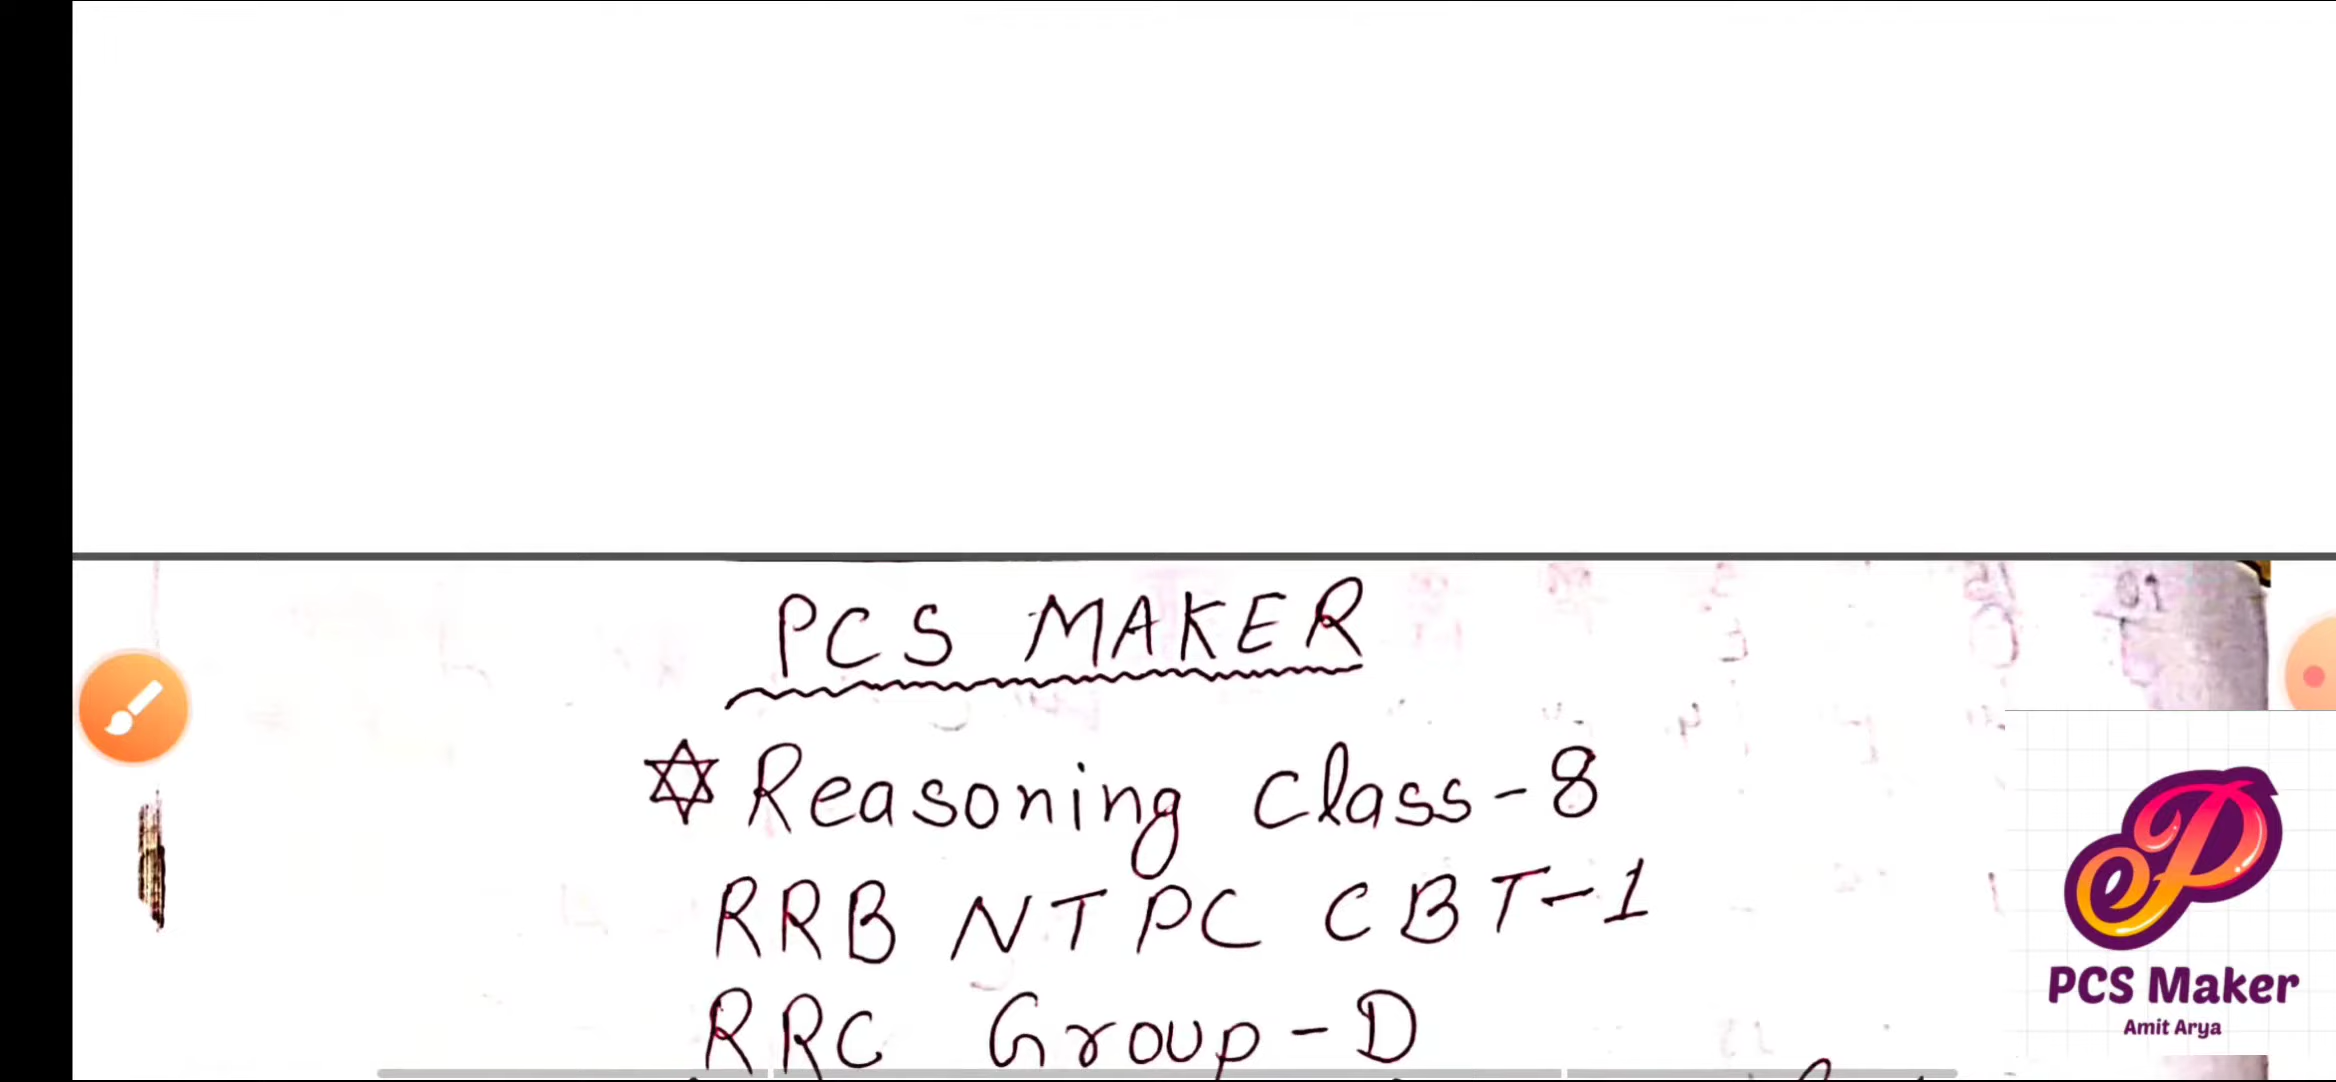 PCS MAKER
✡ Reasoning Class-8
RRB NTPC CBT-1
RRC Group-D
PCS Maker
Amit Arya